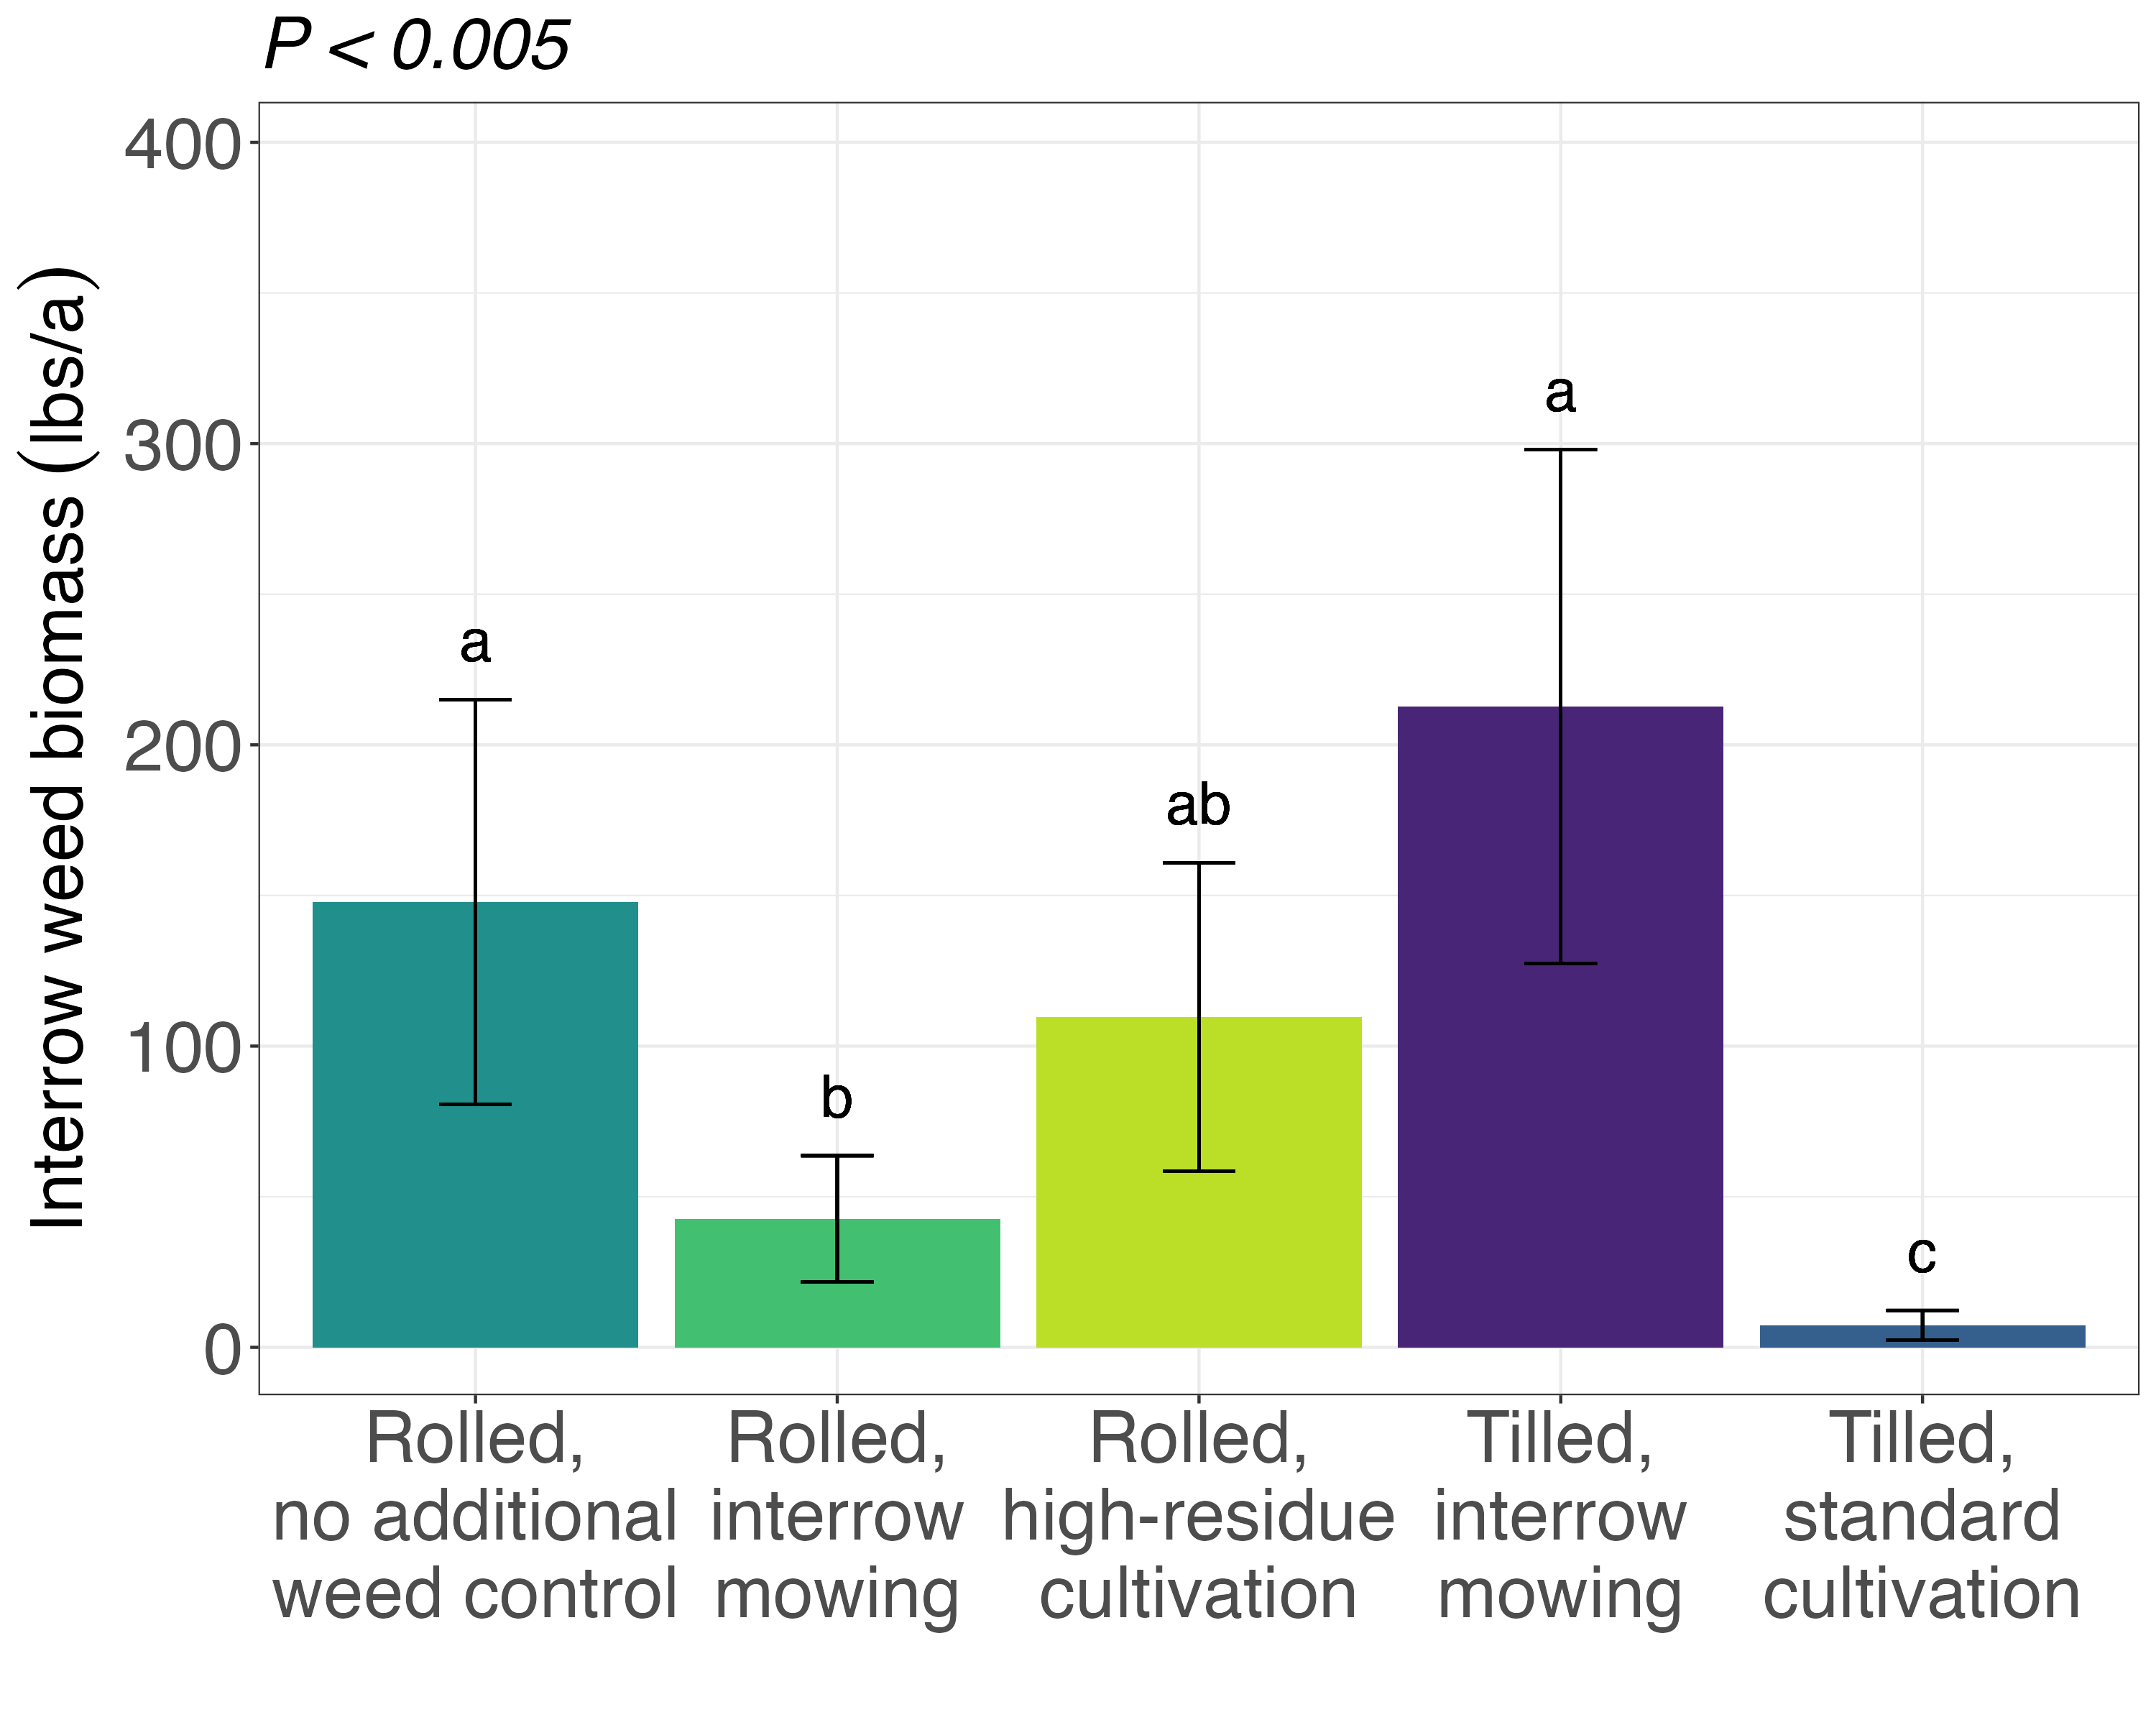 P < 0.005
Interrow weed biomass (lbs/a)
400
300
200
100
0
a
b
ab
a
c
Rolled,
no additional
weed control
Rolled,
interrow
mowing
Rolled,
high-residue
cultivation
Tilled,
interrow
mowing
Tilled,
standard
cultivation